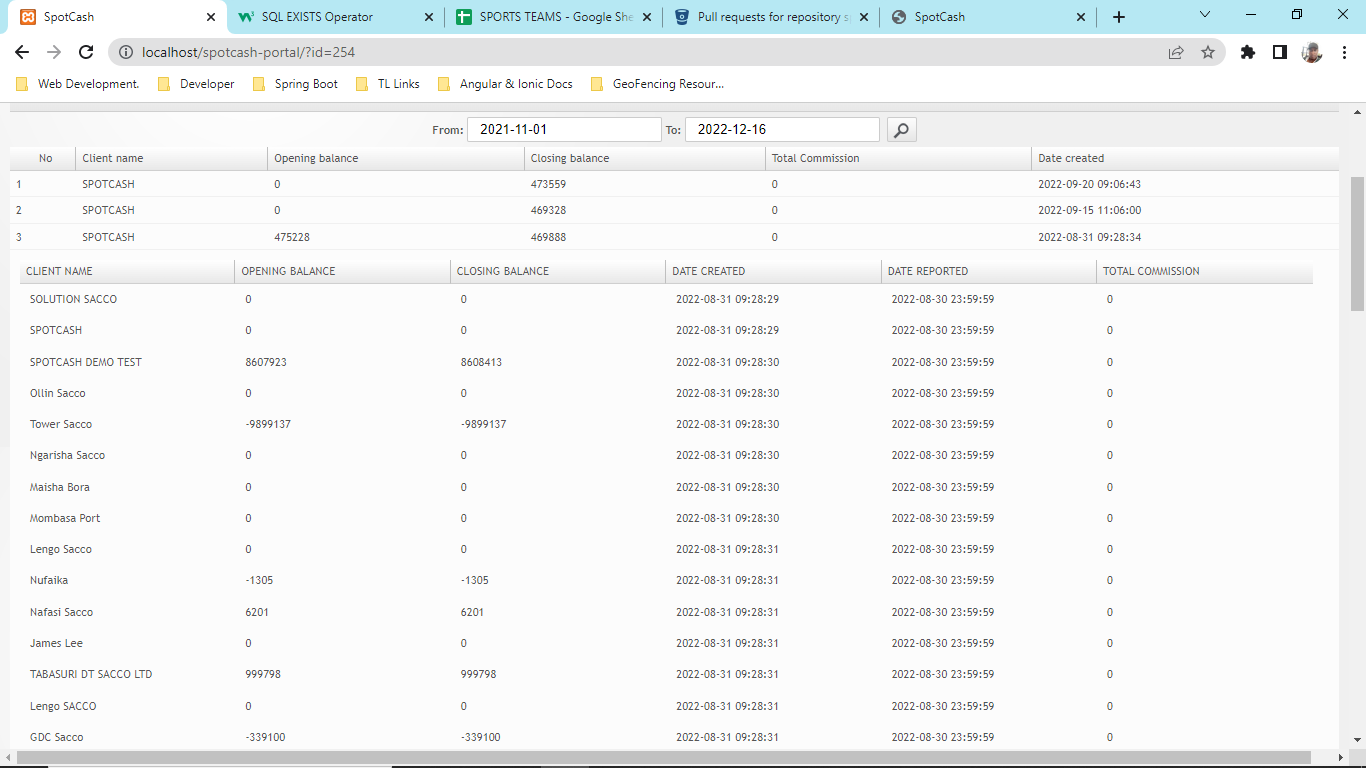 SpotCash
SQL EXISTS Operator
SPORTS TEAMS - Google She
Pull requests for repository s
SpotCash
localhost/spotcash-portal/?id=254
Web Development.
Developer
Spring Boot
TL Links
Angular & Ionic Docs
GeoFencing Resour...
From: 2021-11-01 To: 2022-12-16
No Client name Opening balance Closing balance Total Commission Date created
1 SPOTCASH 0 473559 0 2022-09-20 09:06:43
2 SPOTCASH 0 469328 0 2022-09-15 11:06:00
3 SPOTCASH 475228 469888 0 2022-08-31 09:28:34
CLIENT NAME OPENING BALANCE CLOSING BALANCE DATE CREATED DATE REPORTED TOTAL COMMISSION
SOLUTION SACCO 0 0 2022-08-31 09:28:29 2022-08-30 23:59:59 0
SPOTCASH 0 0 2022-08-31 09:28:29 2022-08-30 23:59:59 0
SPOTCASH DEMO TEST 8607923 8608413 2022-08-31 09:28:30 2022-08-30 23:59:59 0
Ollin Sacco 0 0 2022-08-31 09:28:30 2022-08-30 23:59:59 0
Tower Sacco -9899137 -9899137 2022-08-31 09:28:30 2022-08-30 23:59:59 0
Ngarisha Sacco 0 0 2022-08-31 09:28:30 2022-08-30 23:59:59 0
Maisha Bora 0 0 2022-08-31 09:28:30 2022-08-30 23:59:59 0
Mombasa Port 0 0 2022-08-31 09:28:30 2022-08-30 23:59:59 0
Lengo Sacco 0 0 2022-08-31 09:28:31 2022-08-30 23:59:59 0
Nufaika -1305 -1305 2022-08-31 09:28:31 2022-08-30 23:59:59 0
Nafasi Sacco 6201 6201 2022-08-31 09:28:31 2022-08-30 23:59:59 0
James Lee 0 0 2022-08-31 09:28:31 2022-08-30 23:59:59 0
TABASURI DT SACCO LTD 999798 999798 2022-08-31 09:28:31 2022-08-30 23:59:59 0
Lengo SACCO 0 0 2022-08-31 09:28:31 2022-08-30 23:59:59 0
GDC Sacco -339100 -339100 2022-08-31 09:28:31 2022-08-30 23:59:59 0